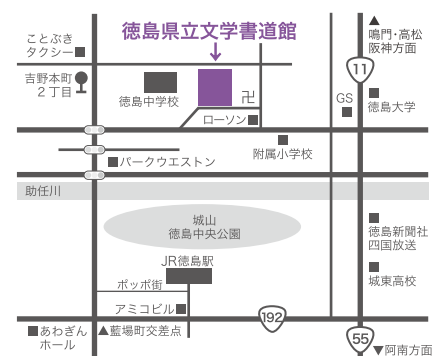 徳島県立文学書道館
ことぶき
タクシー
鳴門・高松
阪神方面
11
吉野本町
2丁目
徳島中学校
卍
GS
徳島大学
ローソン
附属小学校
パークウエストン
助任川
城山
徳島中央公園
徳島新聞社
四国放送
JR徳島駅
城東高校
ポッポ街
アミコビル
192
あわぎん
ホール
▲藍場町交差点
55
▼阿南方面